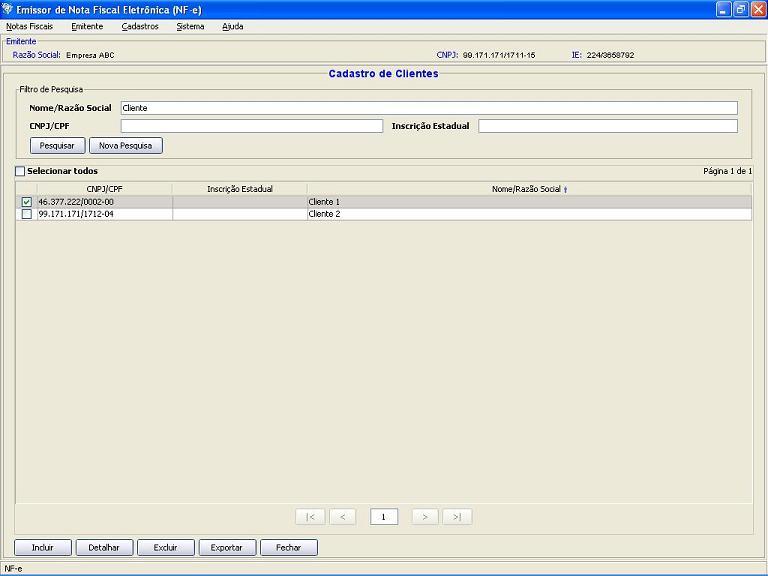 Emissor de Nota Fiscal Eletrônica (NF-e)
Notas Fiscais Emitente Cadastros Sistema Ajuda
Emitente
Razão Social: Empresa ABC CNPJ: 99.171.171/1711-15 IE: 224/3658792
Cadastro de Clientes
Filtro de Pesquisa
Nome/Razão Social Cliente
CNPJ/CPF Inscrição Estadual
Pesquisar Nova Pesquisa
Selecionar todos Página 1 de 1
CNPJ/CPF Inscrição Estadual Nome/Razão Social
46.377.222/0002-00 Cliente 1
99.171.171/1712-04 Cliente 2
|< < 1 > >|
Incluir Detalhar Excluir Exportar Fechar
NF-e